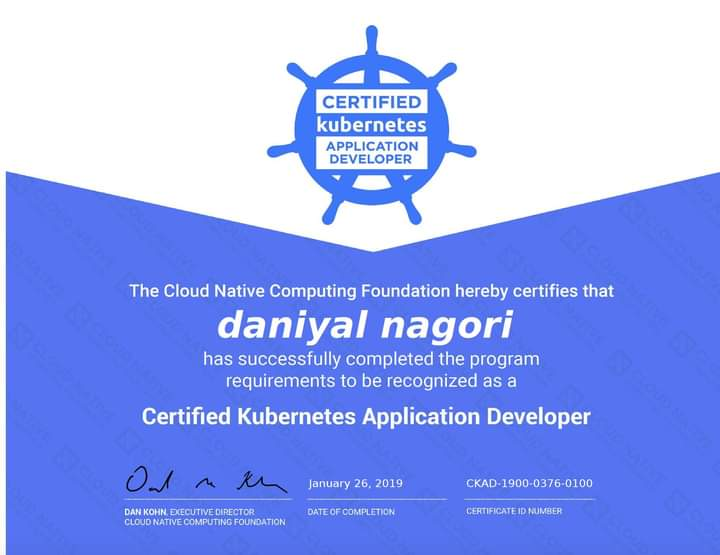 CERTIFIED
kubernetes
APPLICATION
DEVELOPER
The Cloud Native Computing Foundation hereby certifies that
daniyal nagori
has successfully completed the program
requirements to be recognized as a
Certified Kubernetes Application Developer
January 26, 2019
CKAD-1900-0376-0100
DAN KOHN, EXECUTIVE DIRECTOR
CLOUD NATIVE COMPUTING FOUNDATION
DATE OF COMPLETION
CERTIFICATE ID NUMBER